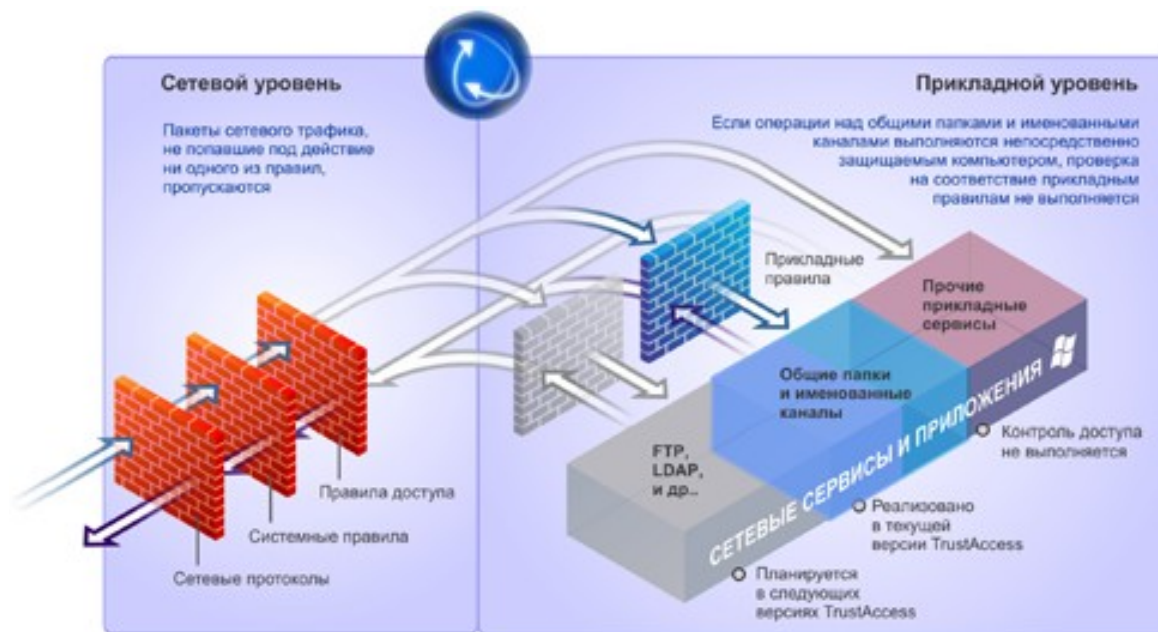 Сетевой уровень
Пакеты сетевого трафика,
не попавшие под действие
ни одного из правил,
пропускаются
Прикладной уровень
Если операции над общими папками и именованными
каналами выполняются непосредственно
защищаемым компьютером, проверка
на соответствие прикладным
правилам не выполняется
Прикладные
правила
Прочие
прикладные
сервисы
Общие папки
и именованные
каналы
FTP,
LDAP,
и др..
СЕТЕВЫЕ СЕРВИСЫ И ПРИЛОЖЕНИЯ
Контроль доступа
не выполняется
Реализовано
в текущей
версии TrustAccess
Планируется
в следующих
версиях TrustAccess
Правила доступа
Системные правила
Сетевые протоколы